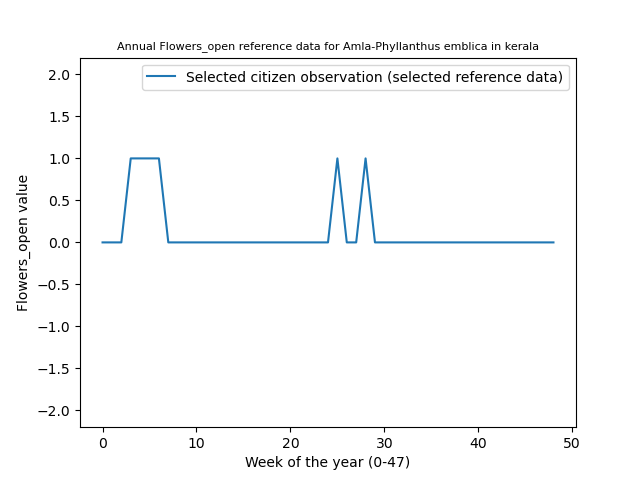 Annual Flowers_open reference data for Amla-Phyllanthus emblica in kerala
Selected citizen observation (selected reference data)
2.0
1.5
1.0
0.5
0.0
−0.5
−1.0
−1.5
−2.0
Flowers_open value
0 10 20 30 40 50
Week of the year (0-47)